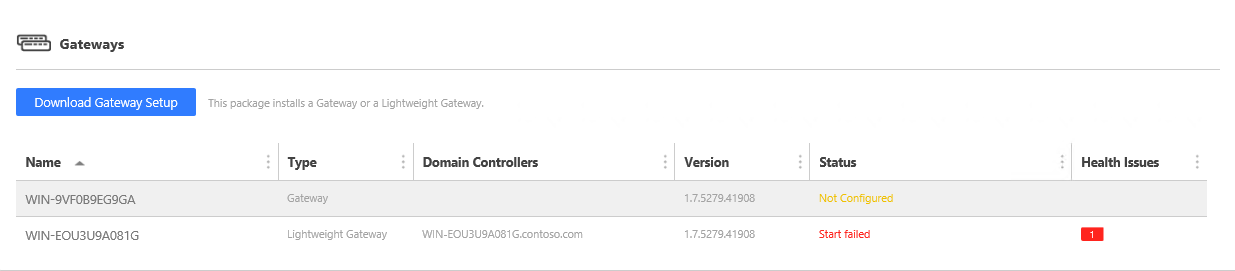 Gateways
Download Gateway Setup This package installs a Gateway or a Lightweight Gateway.
Name Type Domain Controllers Version Status Health Issues
WIN-9VF0B9EG9GA Gateway 1.7.5279.41908 Not Configured
WIN-EOU3U9A081G Lightweight Gateway WIN-EOU3U9A081G.contoso.com 1.7.5279.41908 Start failed 1